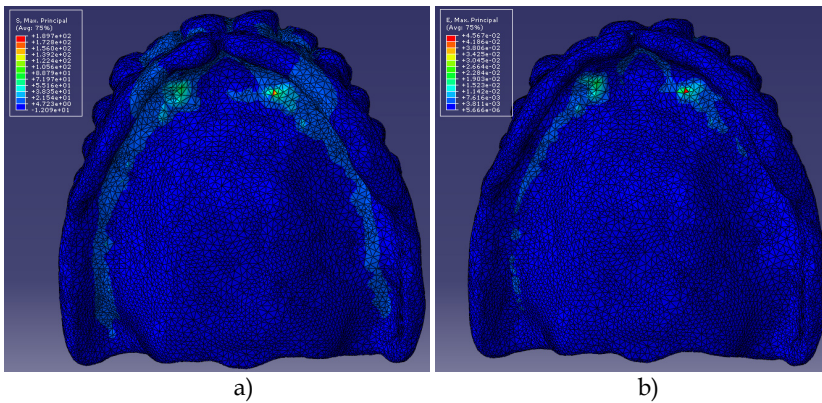 S, Max. Principal
(Avg: 75%)
+1.897e+02
+1.728e+02
+1.560e+02
+1.392e+02
+1.224e+02
+1.056e+02
+8.879e+01
+7.197e+01
+5.516e+01
+3.835e+01
+2.154e+01
+4.723e+00
-1.209e+01
E, Max. Principal
(Avg: 75%)
+4.567e-02
+4.186e-02
+3.806e-02
+3.425e-02
+3.045e-02
+2.664e-02
+2.284e-02
+1.903e-02
+1.523e-02
+1.142e-02
+7.616e-03
+3.811e-03
+5.666e-06
a)
b)